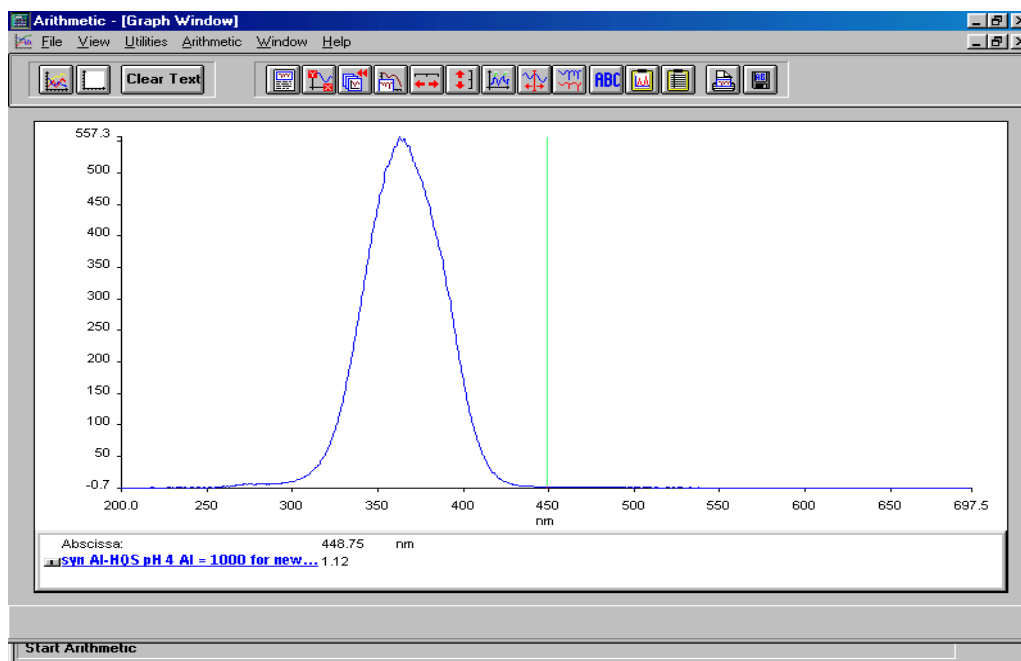 Arithmetic - [Graph Window]
File View Utilities Arithmetic Window Help
Clear Text
ABC
AB
557.3
500
450
400
350
300
250
200
150
100
50
-0.7
200.0 250 300 350 400 450 500 550 600 650 697.5
nm
Abscissa: 448.75 nm
syn Al-HQS pH 4 Al = 1000 for new... 1.12
Start Arithmetic